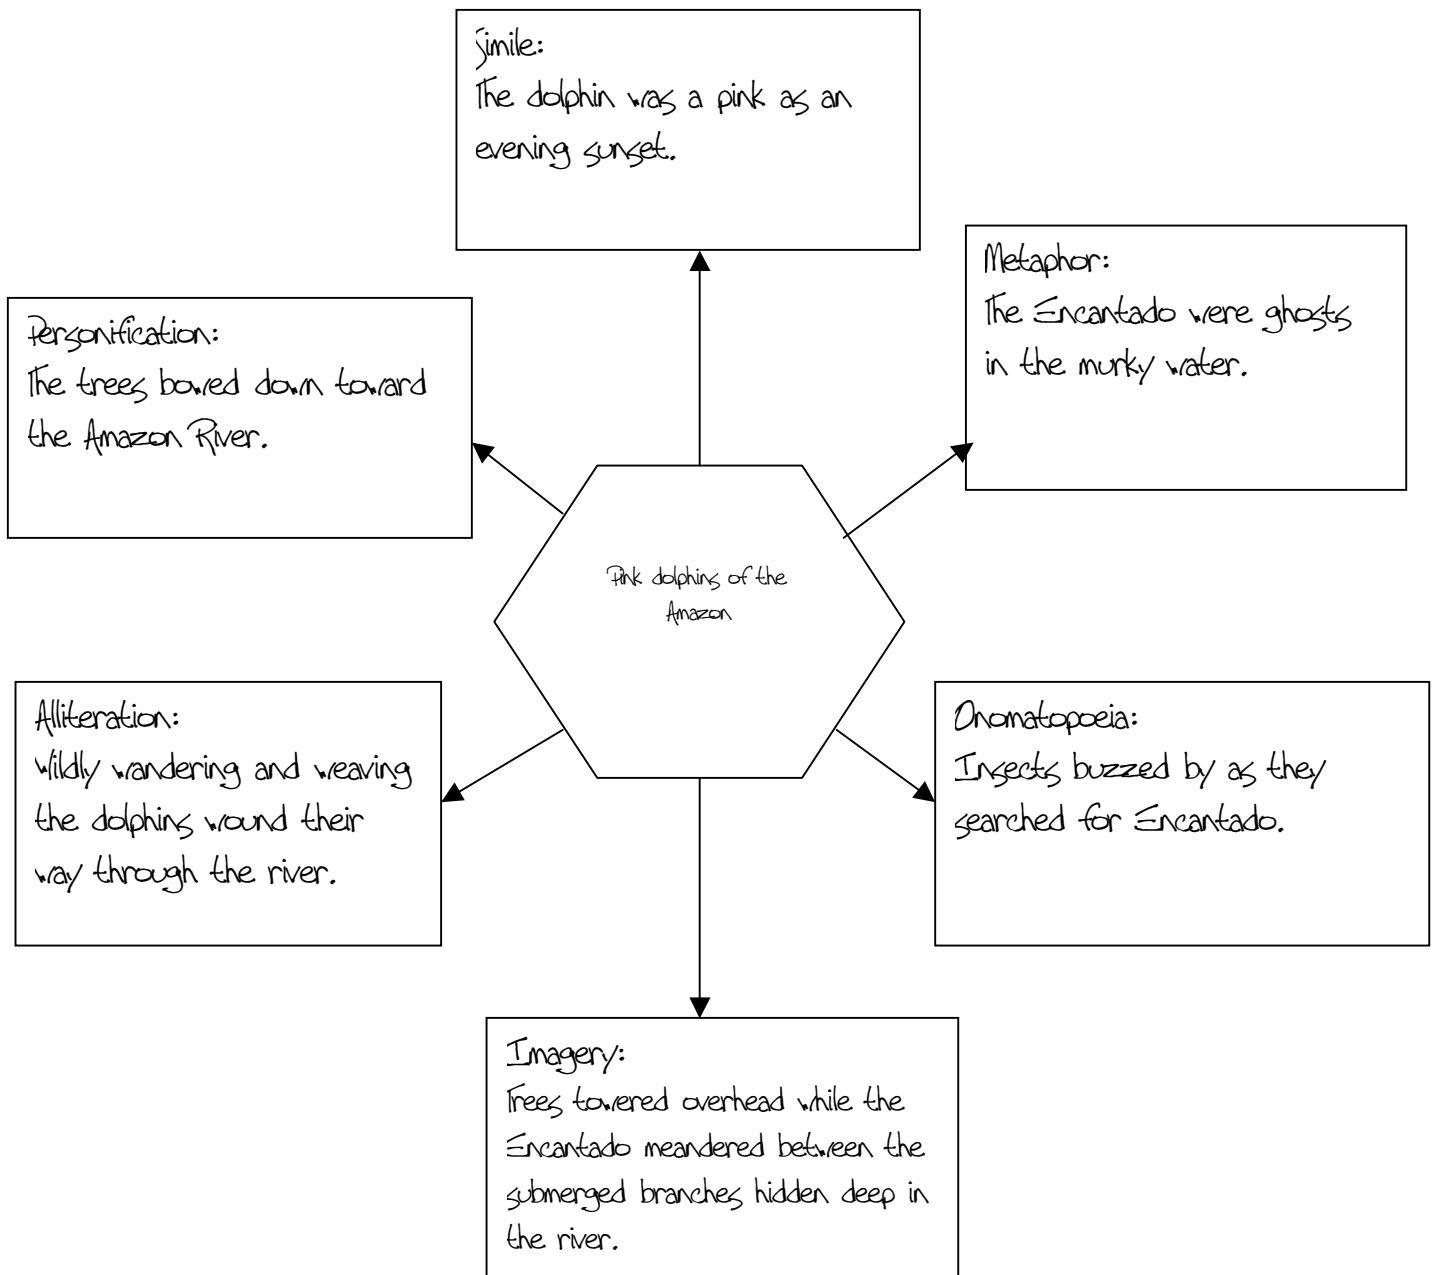 Simile:
The dolphin was a pink as an
evening sunset.
Metaphor:
The Encantado were ghosts
in the murky water.
Personification:
The trees bowed down toward
the Amazon River.
Pink dolphins of the
Amazon
Alliteration:
Wildly wandering and weaving
the dolphins wound their
way through the river.
Onomatopoeia:
Insects buzzed by as they
searched for Encantado.
Imagery:
Trees towered overhead while the
Encantado meandered between the
submerged branches hidden deep in
the river.